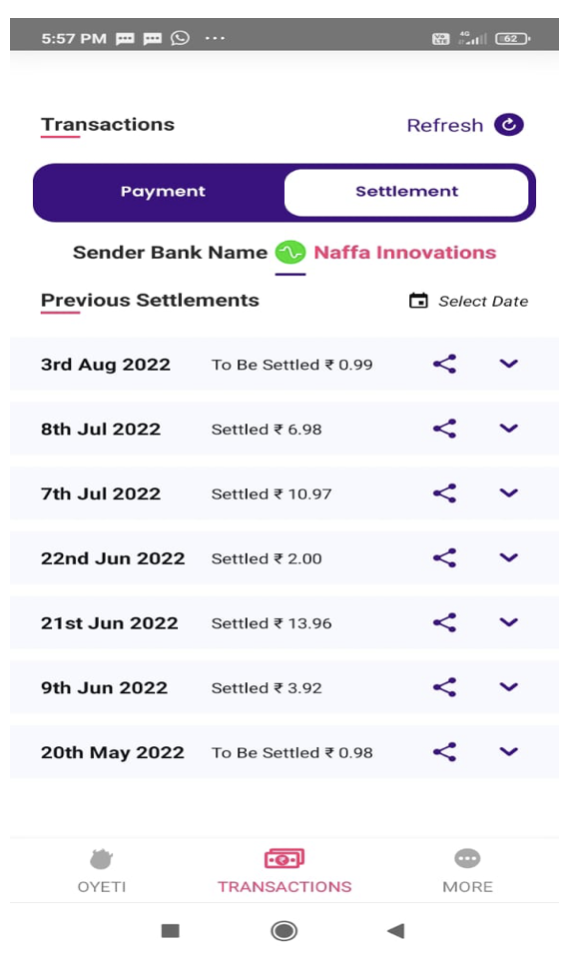 5:57 PM ... 4G 62
Transactions Refresh
Payment Settlement
Sender Bank Name Naffa Innovations
Previous Settlements Select Date
3rd Aug 2022 To Be Settled ₹ 0.99
8th Jul 2022 Settled ₹ 6.98
7th Jul 2022 Settled ₹ 10.97
22nd Jun 2022 Settled ₹ 2.00
21st Jun 2022 Settled ₹ 13.96
9th Jun 2022 Settled ₹ 3.92
20th May 2022 To Be Settled ₹ 0.98
OYETI TRANSACTIONS MORE